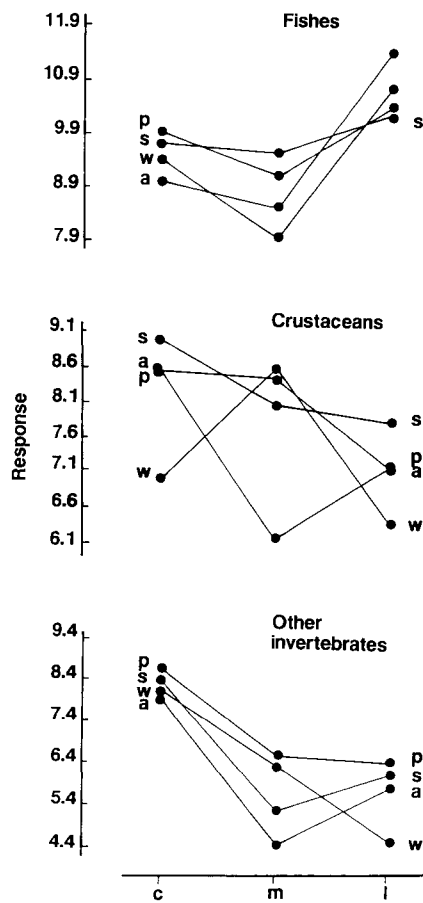 Fishes
11.9
10.9
9.9
8.9
7.9
p
s
w
a
s
Crustaceans
9.1
8.6
8.1
7.6
7.1
6.6
6.1
s
a
p
w
s
p
a
w
Response
Other
invertebrates
9.4
8.4
7.4
6.4
5.4
4.4
p
s
w
a
p
s
a
w
c m l